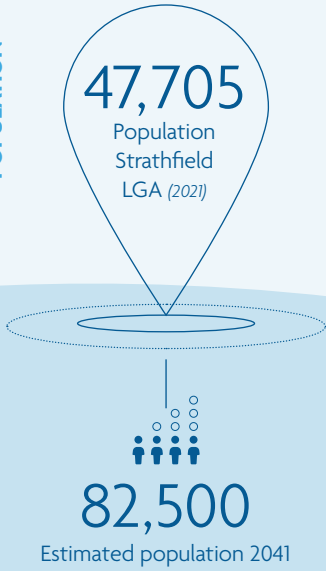 47,705
Population
Strathfield
LGA (2021)
82,500
Estimated population 2041